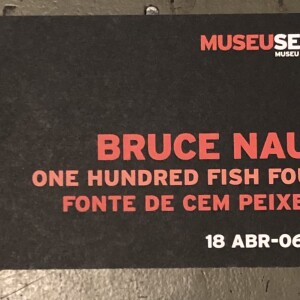 MUSEUSE
MUSEU
BRUCE NAU
ONE HUNDRED FISH FOU
FONTE DE CEM PEIXE
18 ABR-06